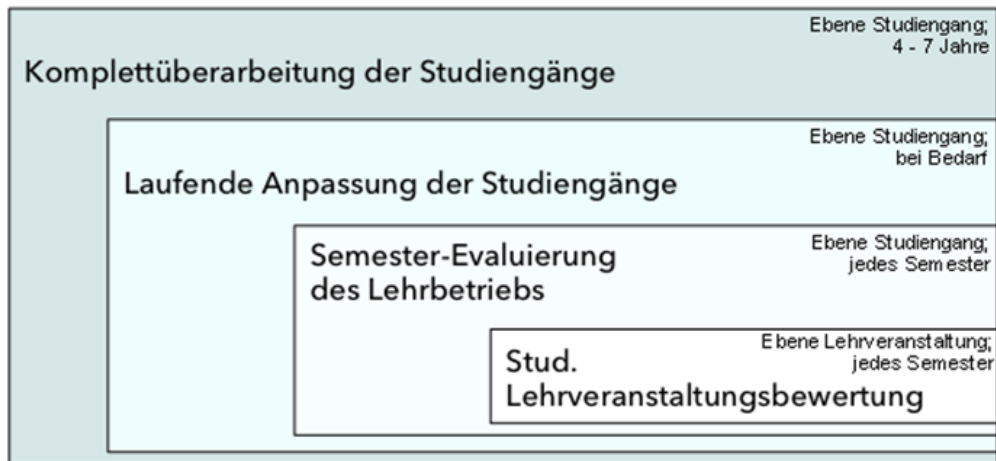 Ebene Studiengang;
4 - 7 Jahre
Komplettüberarbeitung der Studiengänge
Ebene Studiengang;
bei Bedarf
Laufende Anpassung der Studiengänge
Ebene Studiengang;
jedes Semester
Semester-Evaluierung
des Lehrbetriebs
Ebene Lehrveranstaltung;
jedes Semester
Stud.
Lehrveranstaltungsbewertung